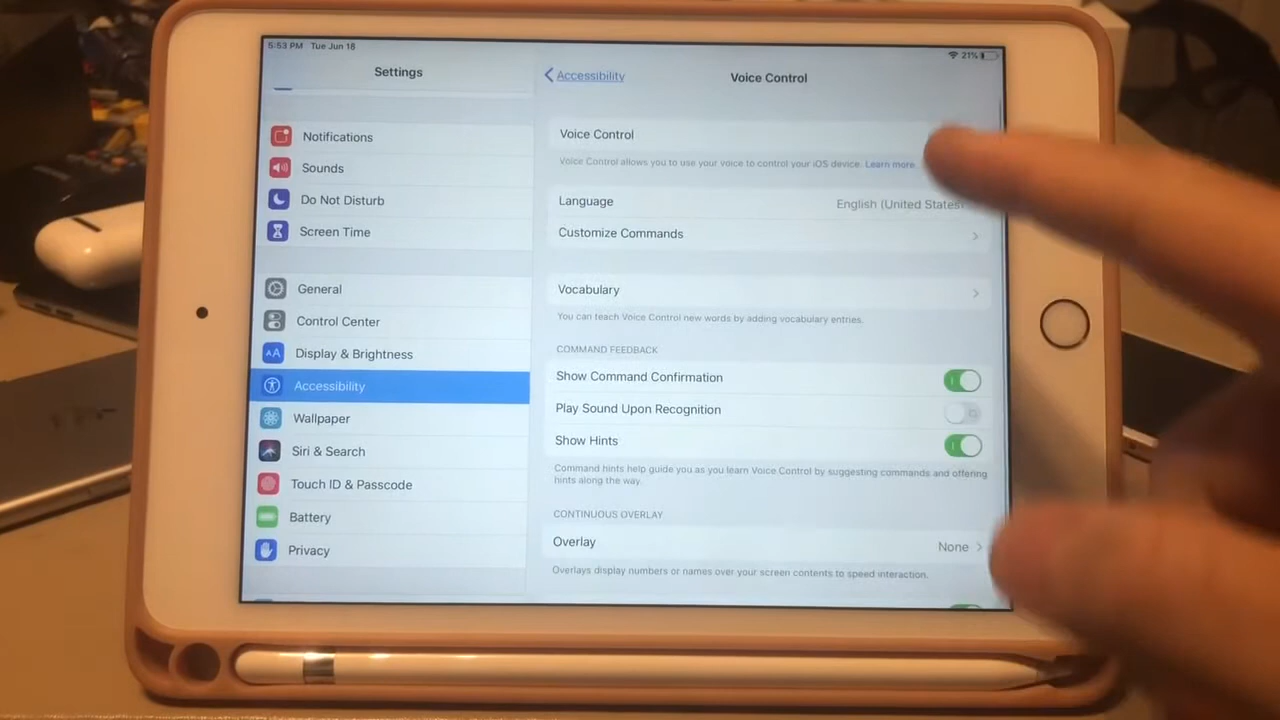 5:53 PM Tue Jun 18
21%
Settings
Notifications
Sounds
Do Not Disturb
Screen Time
General
Control Center
AA
Display & Brightness
Accessibility
Wallpaper
Siri & Search
Touch ID & Passcode
Battery
Privacy
Accessibility
Voice Control
Voice Control
Voice Control allows you to use your voice to control your iOS device. Learn more...
Language
English (United States
Customize Commands
Vocabulary
You can teach Voice Control new words by adding vocabulary entries.
COMMAND FEEDBACK
Show Command Confirmation
Play Sound Upon Recognition
Show Hints
Command hints help guide you as you learn Voice Control by suggesting commands and offering
hints along the way.
CONTINUOUS OVERLAY
Overlay
None
Overlays display numbers or names over your screen contents to speed interaction.